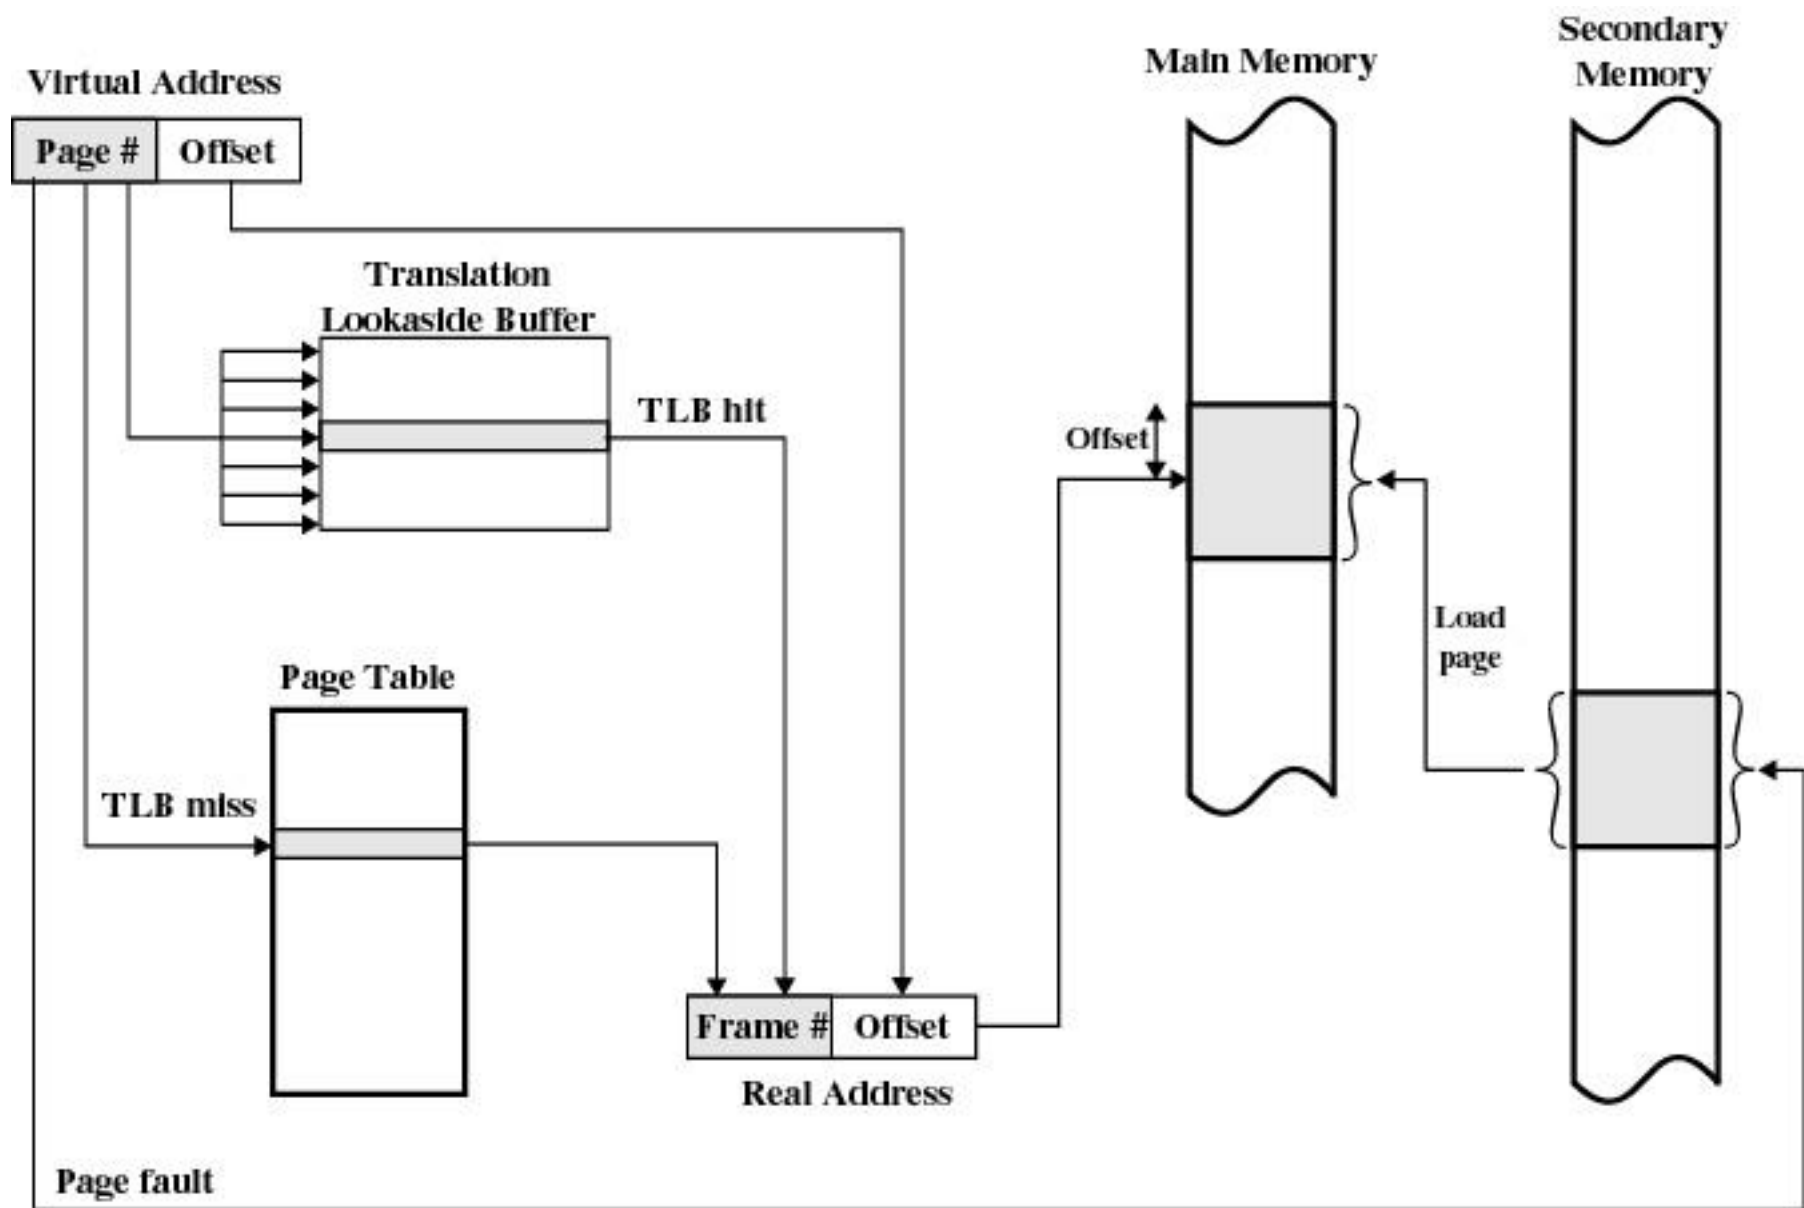 Virtual Address
Page #
Offset
Translation
Lookaside Buffer
TLB hit
Page Table
TLB miss
Frame #
Offset
Real Address
Page fault
Main Memory
Offset
Load
page
Secondary
Memory